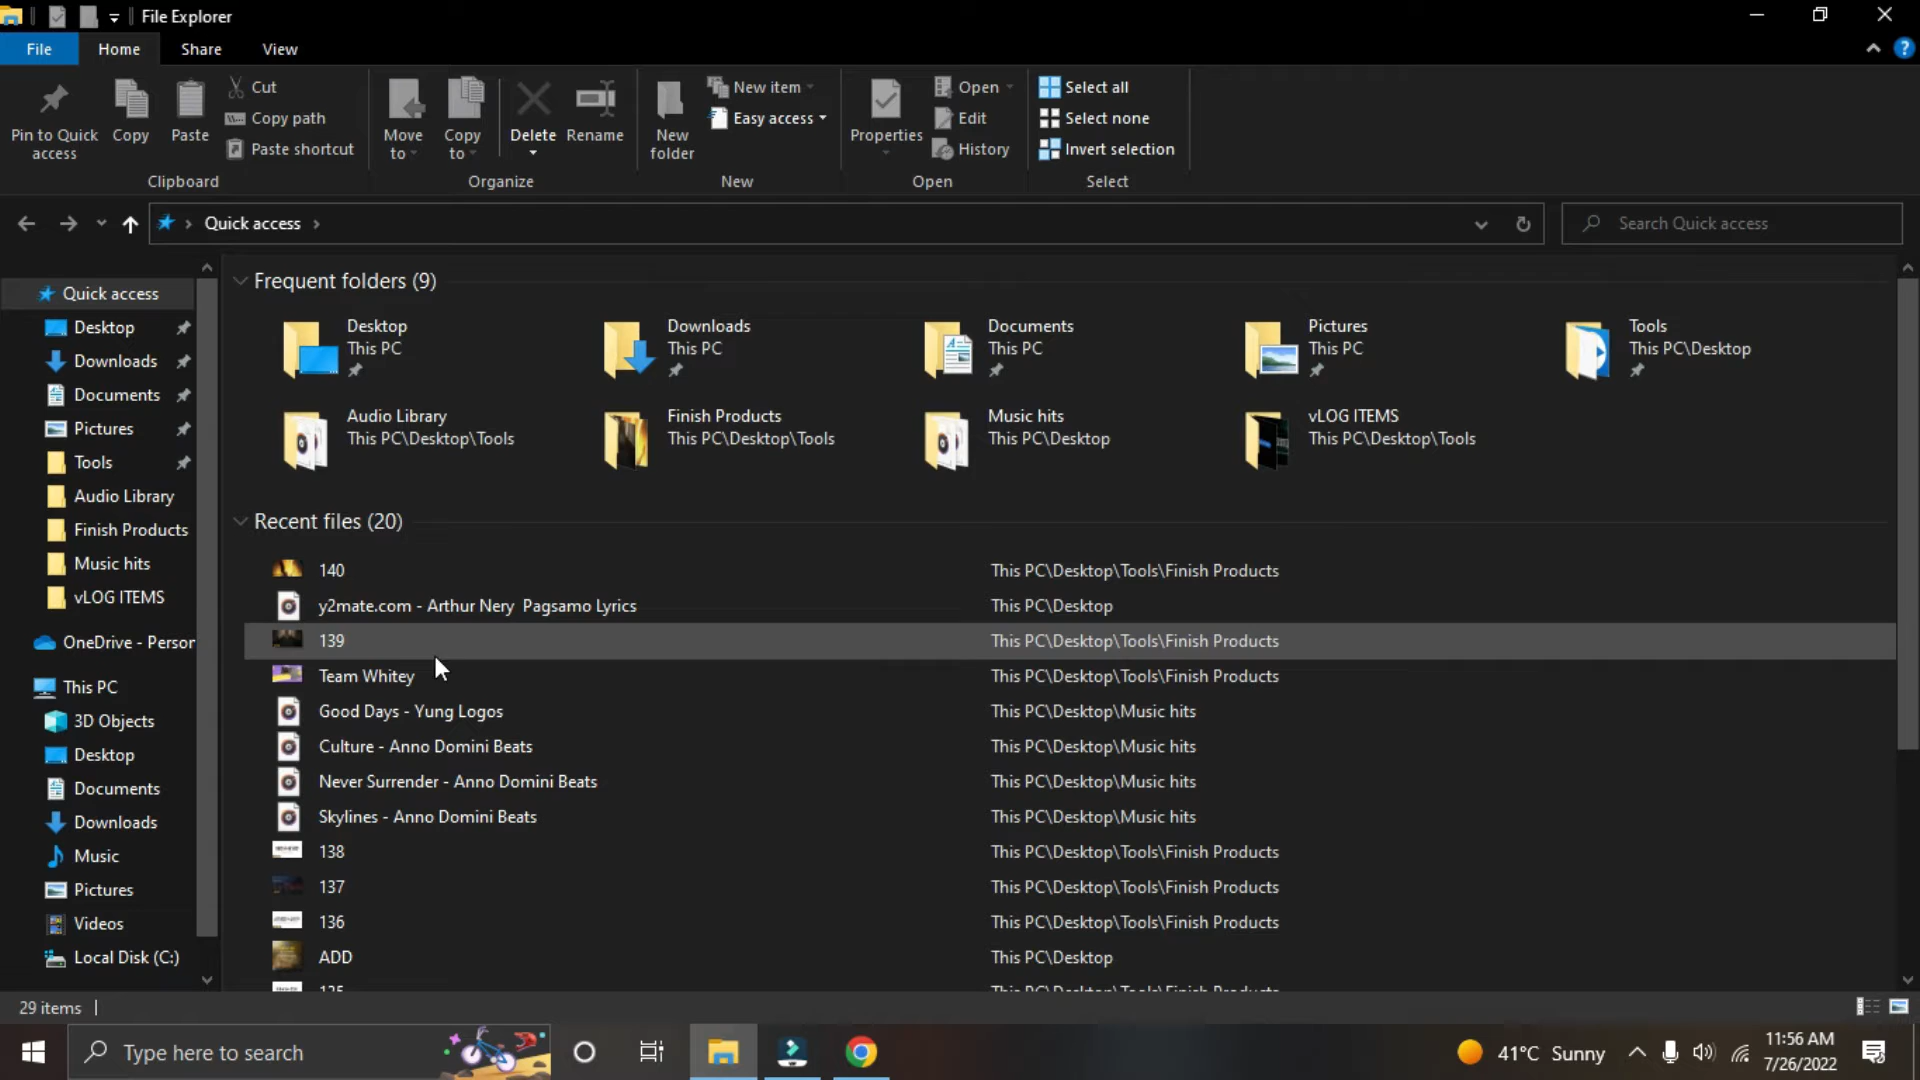 File Explorer
File Home Share View
Pin to Quick access
Copy
Paste
Cut
Copy path
Paste shortcut
Clipboard
Move to
Copy to
Delete
Rename
Organize
New folder
New item
Easy access
New
Properties
Open
Edit
History
Open
Select all
Select none
Invert selection
Select
Quick access
Search Quick access
Quick access
Desktop
Downloads
Documents
Pictures
Tools
Audio Library
Finish Products
Music hits
vLOG ITEMS
OneDrive - Person
This PC
3D Objects
Desktop
Documents
Downloads
Music
Pictures
Videos
Local Disk (C:)
Frequent folders (9)
Desktop
This PC
Downloads
This PC
Documents
This PC
Pictures
This PC
Tools
This PC\Desktop
Audio Library
This PC\Desktop\Tools
Finish Products
This PC\Desktop\Tools
Music hits
This PC\Desktop
vLOG ITEMS
This PC\Desktop\Tools
Recent files (20)
140 This PC\Desktop\Tools\Finish Products
y2mate.com - Arthur Nery Pagsamo Lyrics This PC\Desktop
139 This PC\Desktop\Tools\Finish Products
Team Whitey This PC\Desktop\Tools\Finish Products
Good Days - Yung Logos This PC\Desktop\Music hits
Culture - Anno Domini Beats This PC\Desktop\Music hits
Never Surrender - Anno Domini Beats This PC\Desktop\Music hits
Skylines - Anno Domini Beats This PC\Desktop\Music hits
138 This PC\Desktop\Tools\Finish Products
137 This PC\Desktop\Tools\Finish Products
136 This PC\Desktop\Tools\Finish Products
ADD This PC\Desktop
135 This PC\Desktop\Tools\Finish Products
29 items
Type here to search
41°C Sunny
11:56 AM
7/26/2022